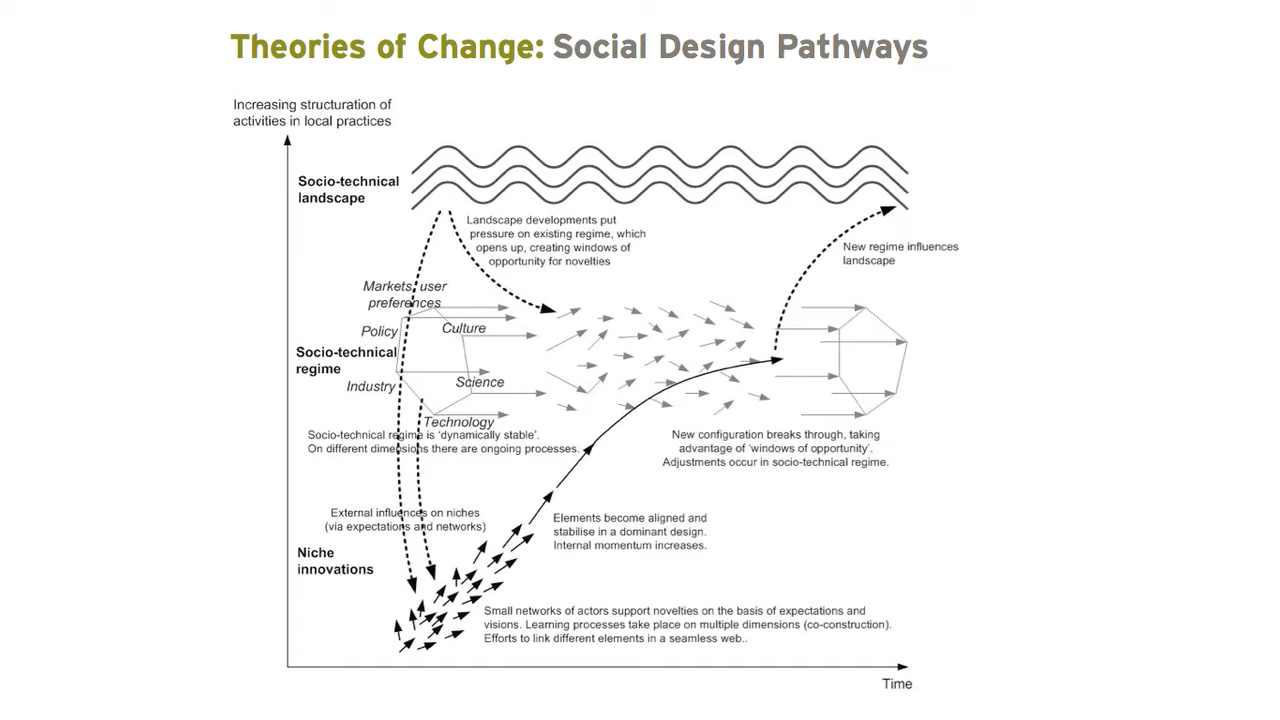 Theories of Change: Social Design Pathways
Increasing structuration of
activities in local practices
Socio-technical
landscape
Landscape developments put
pressure on existing regime, which
opens up, creating windows of
opportunity for novelties
New regime influences
landscape
Markets, user
preferences
Policy
Culture
Socio-technical
regime
Industry
Science
Technology
Socio-technical regime is ‘dynamically stable’.
On different dimensions there are ongoing processes.
New configuration breaks through, taking
advantage of ‘windows of opportunity’.
Adjustments occur in socio-technical regime.
External influences on niches
(via expectations and networks)
Elements become aligned and
stabilise in a dominant design.
Internal momentum increases.
Niche
innovations
Small networks of actors support novelties on the basis of expectations and
visions. Learning processes take place on multiple dimensions (co-construction).
Efforts to link different elements in a seamless web..
Time